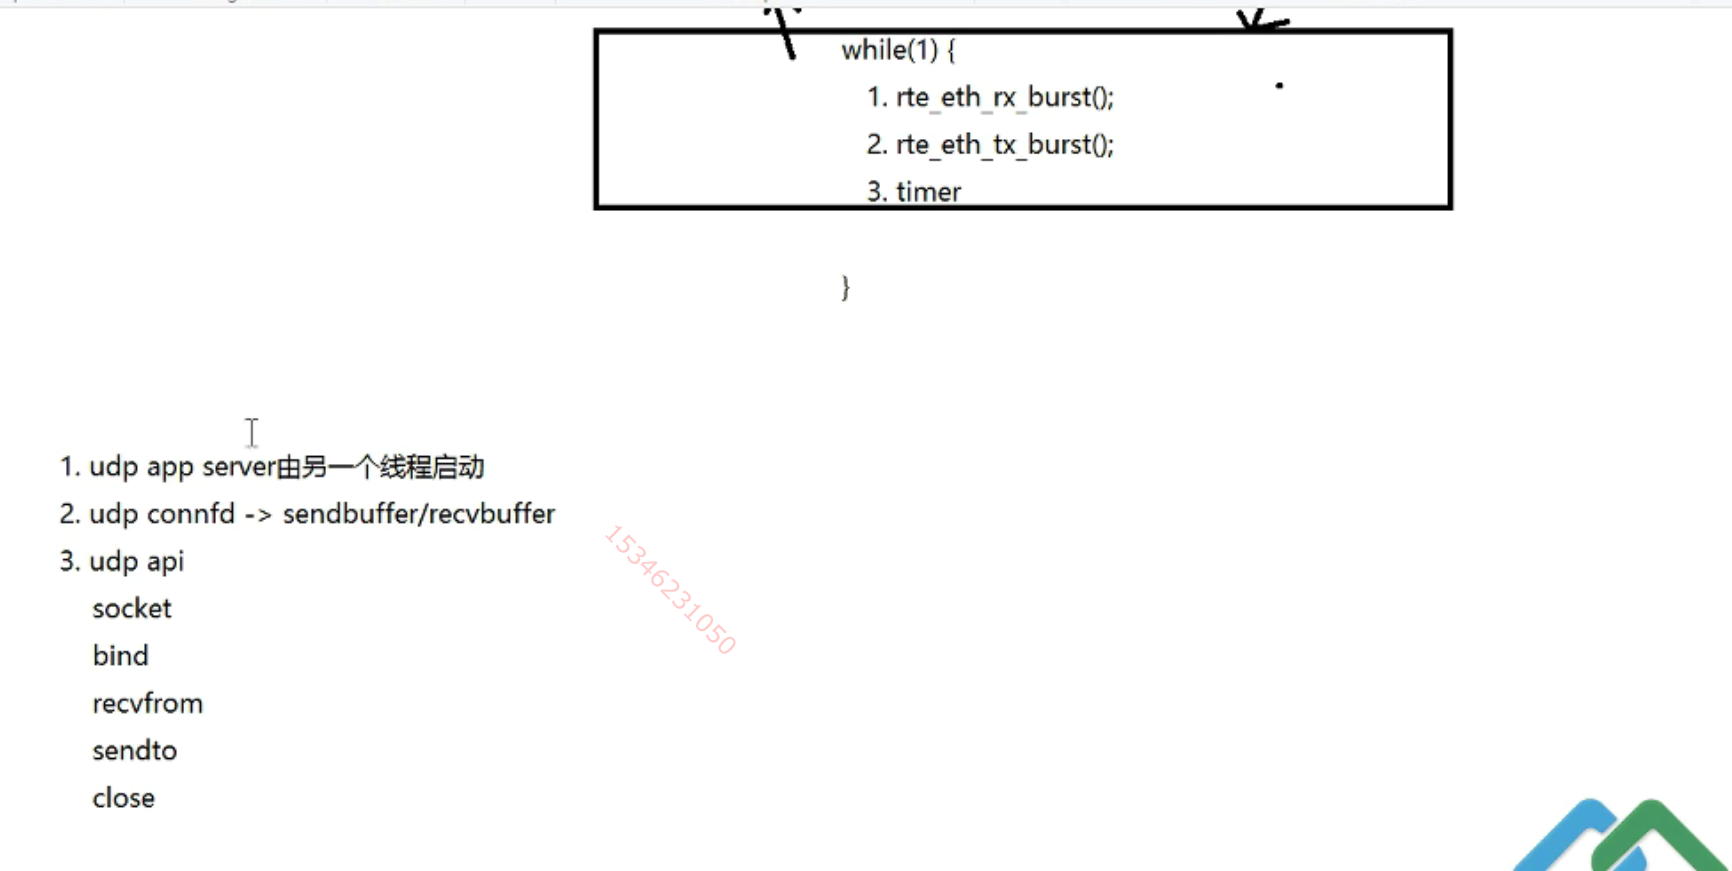 while(1) {
1. rte_eth_rx_burst();
2. rte_eth_tx_burst();
3. timer
}
1. udp app server由另一个线程启动
2. udp connfd -> sendbuffer/recvbuffer
3. udp api
socket
bind
recvfrom
sendto
close
15346231050